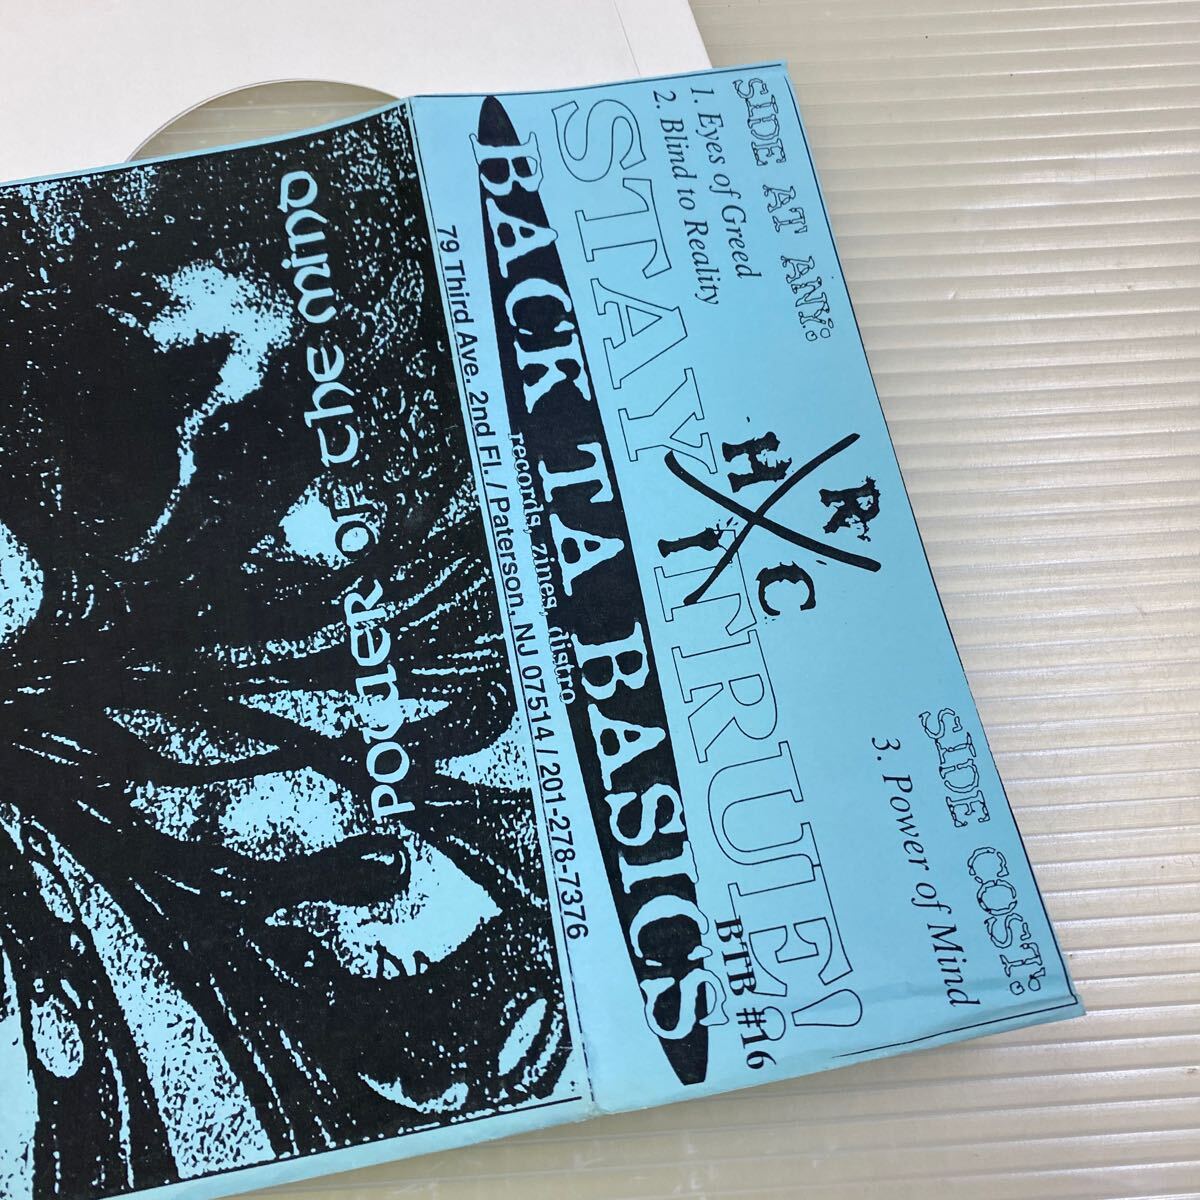 SIDE AT ANY:
1. Eyes of Greed
2. Blind to Reality
STAY TRUE!
R
H C
I
SIDE COST:
3. Power of Mind
BACK TA BASICS
records, zines, distro
BTB #16
79 Third Ave. 2nd Fl. / Paterson, NJ 07514 / 201-278-7376
power of the mind